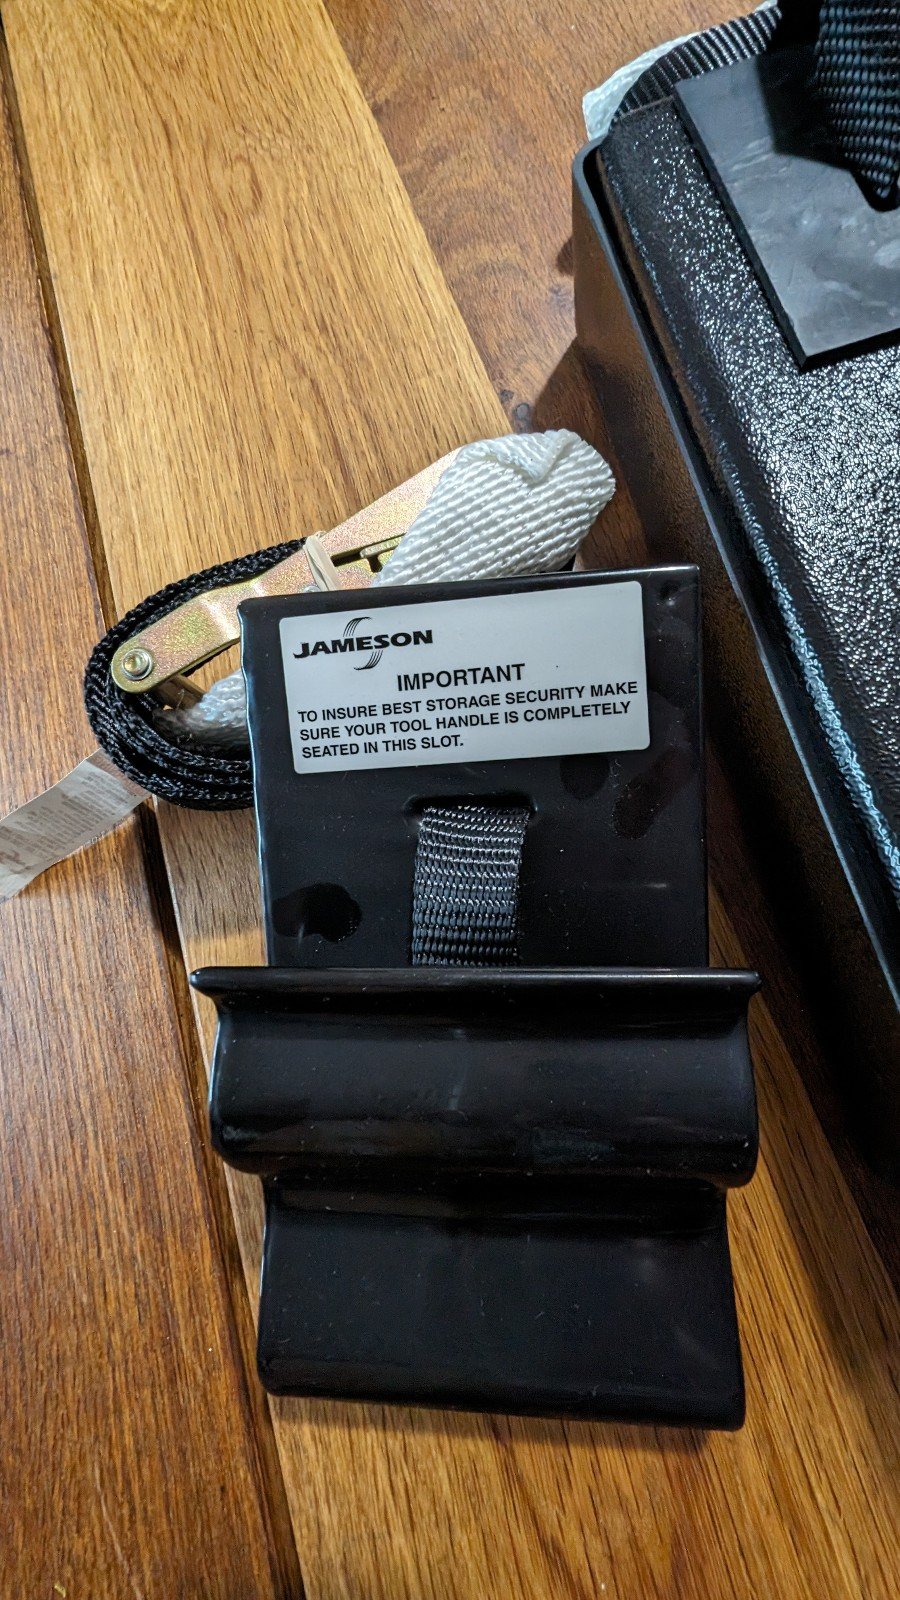 JAMESON
IMPORTANT
TO INSURE BEST STORAGE SECURITY MAKE
SURE YOUR TOOL HANDLE IS COMPLETELY
SEATED IN THIS SLOT.